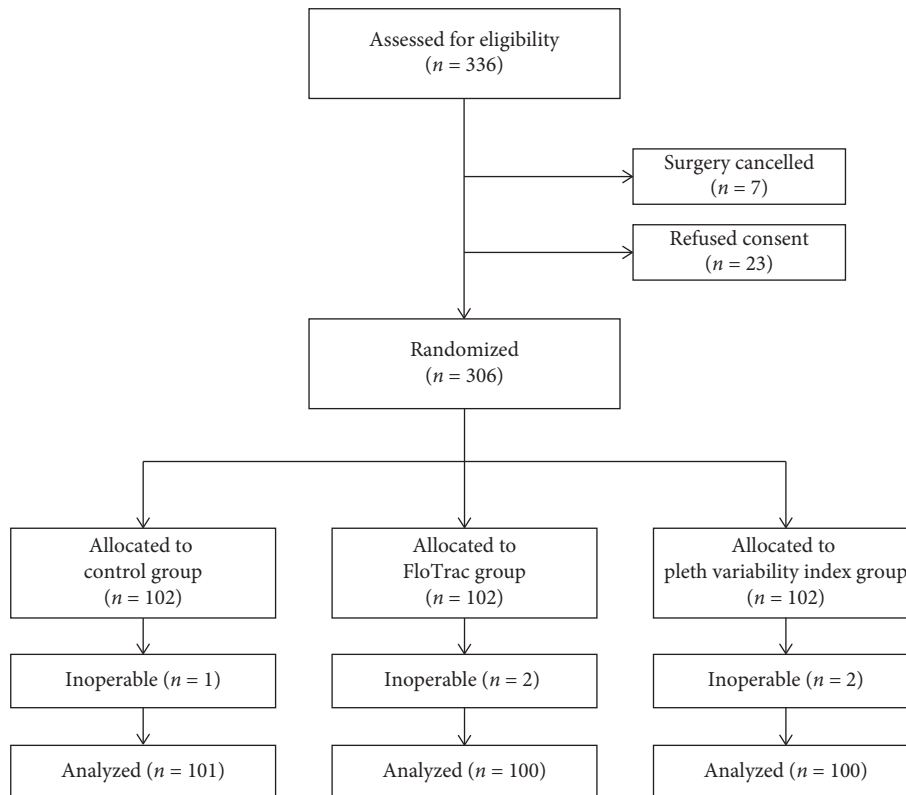 Assessed for eligibility
(n = 336)
Surgery cancelled
(n = 7)
Refused consent
(n = 23)
Randomized
(n = 306)
Allocated to
control group
(n = 102)
Allocated to
FloTrac group
(n = 102)
Allocated to
pleth variability index group
(n = 102)
Inoperable (n = 1)
Inoperable (n = 2)
Inoperable (n = 2)
Analyzed (n = 101)
Analyzed (n = 100)
Analyzed (n = 100)